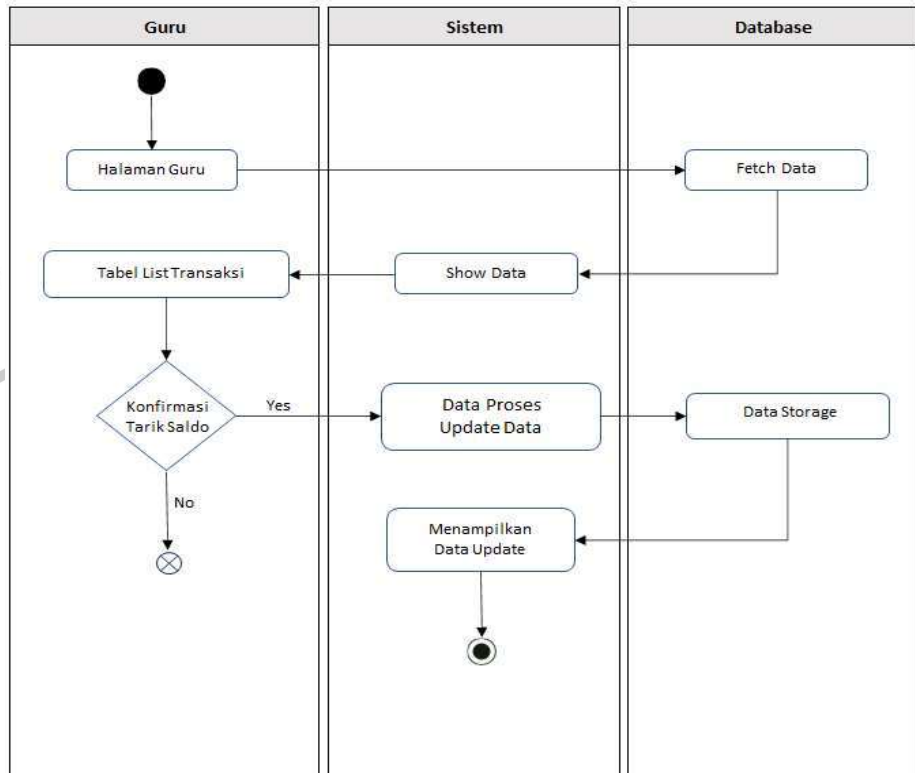 Guru
Sistem
Database
Halaman Guru
Fetch Data
Tabel List Transaksi
Show Data
Konfirmasi
Tarik Saldo
Yes
Data Proses
Update Data
Data Storage
No
Menampilkan
Data Update